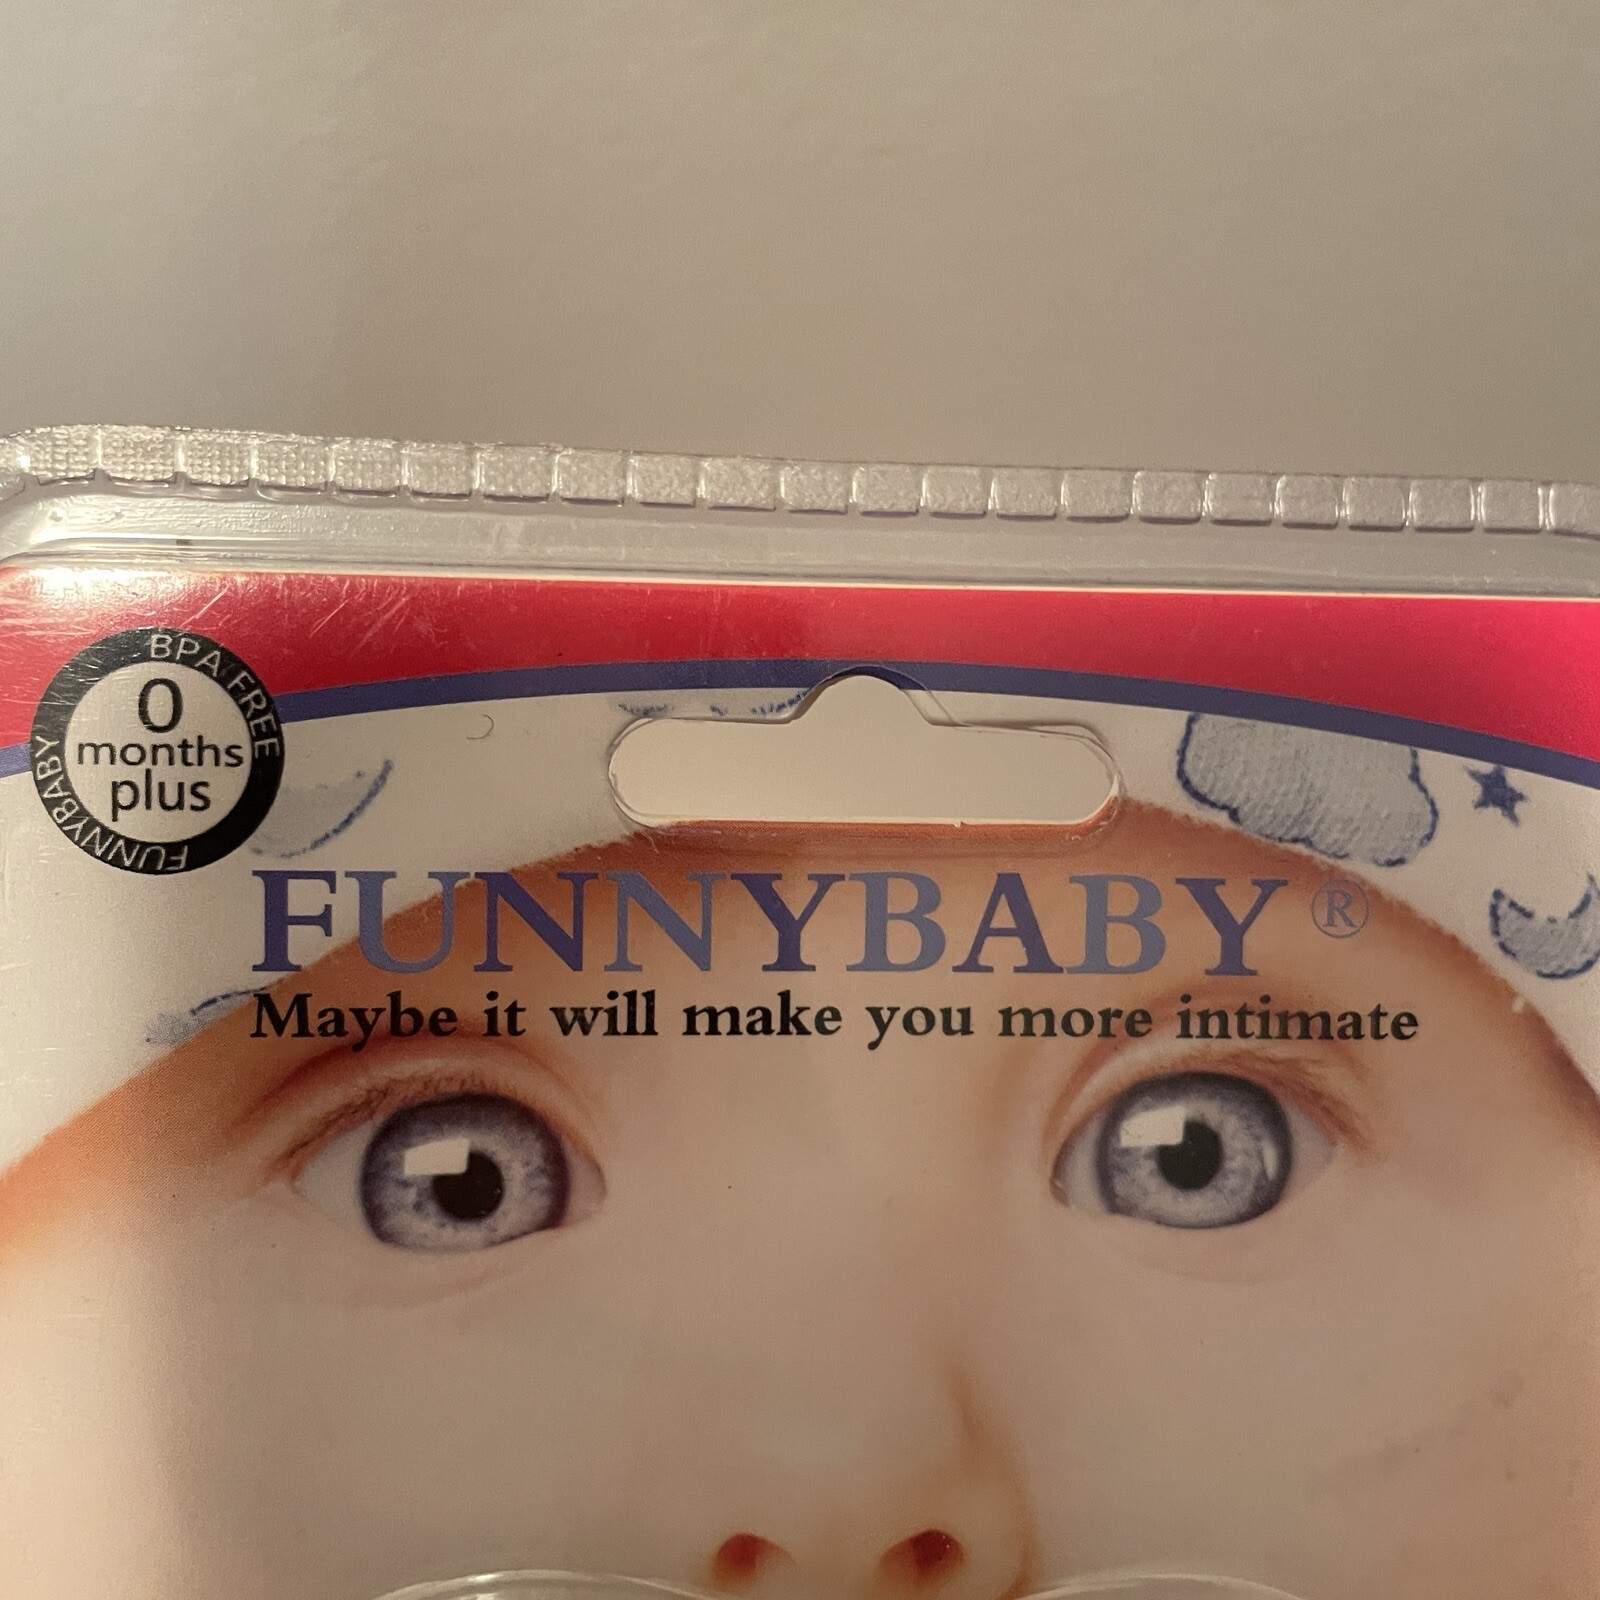 BPA FREE
0
months
plus
FUNNYBABY
FUNNYBABY®
Maybe it will make you more intimate